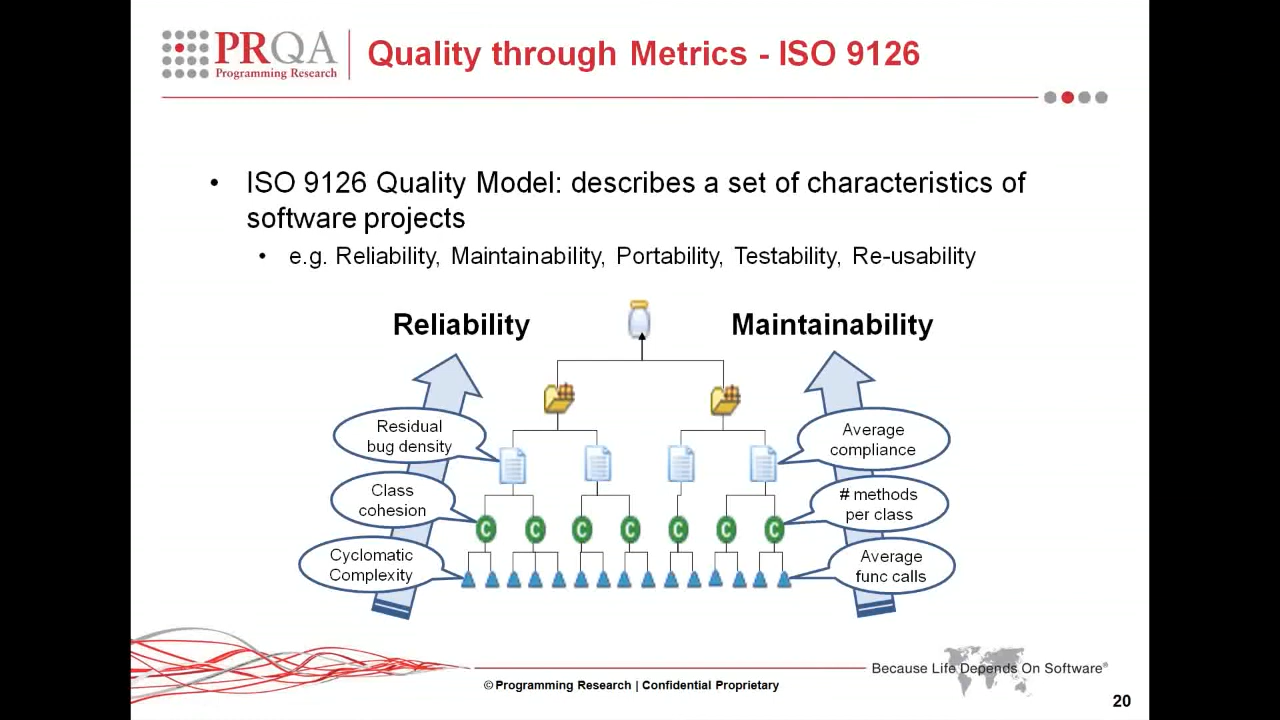 PRQA
Programming Research
Quality through Metrics - ISO 9126
• ISO 9126 Quality Model: describes a set of characteristics of
software projects
• e.g. Reliability, Maintainability, Portability, Testability, Re-usability
Reliability
Maintainability
Residual
bug density
Average
compliance
Class
cohesion
# methods
per class
C C C C C C C
Cyclomatic
Complexity
Average
func calls
Because Life Depends On Software®
© Programming Research | Confidential Proprietary
20